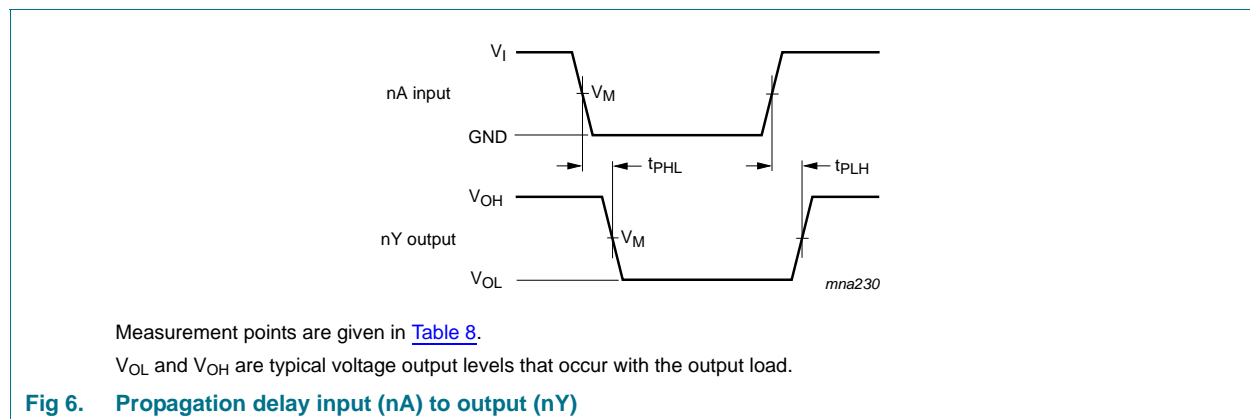 VI
nA input
VM
GND
tPHL
tPLH
VOH
nY output
VM
VOL
mna230
Measurement points are given in Table 8.
VOL and VOH are typical voltage output levels that occur with the output load.
Fig 6. Propagation delay input (nA) to output (nY)